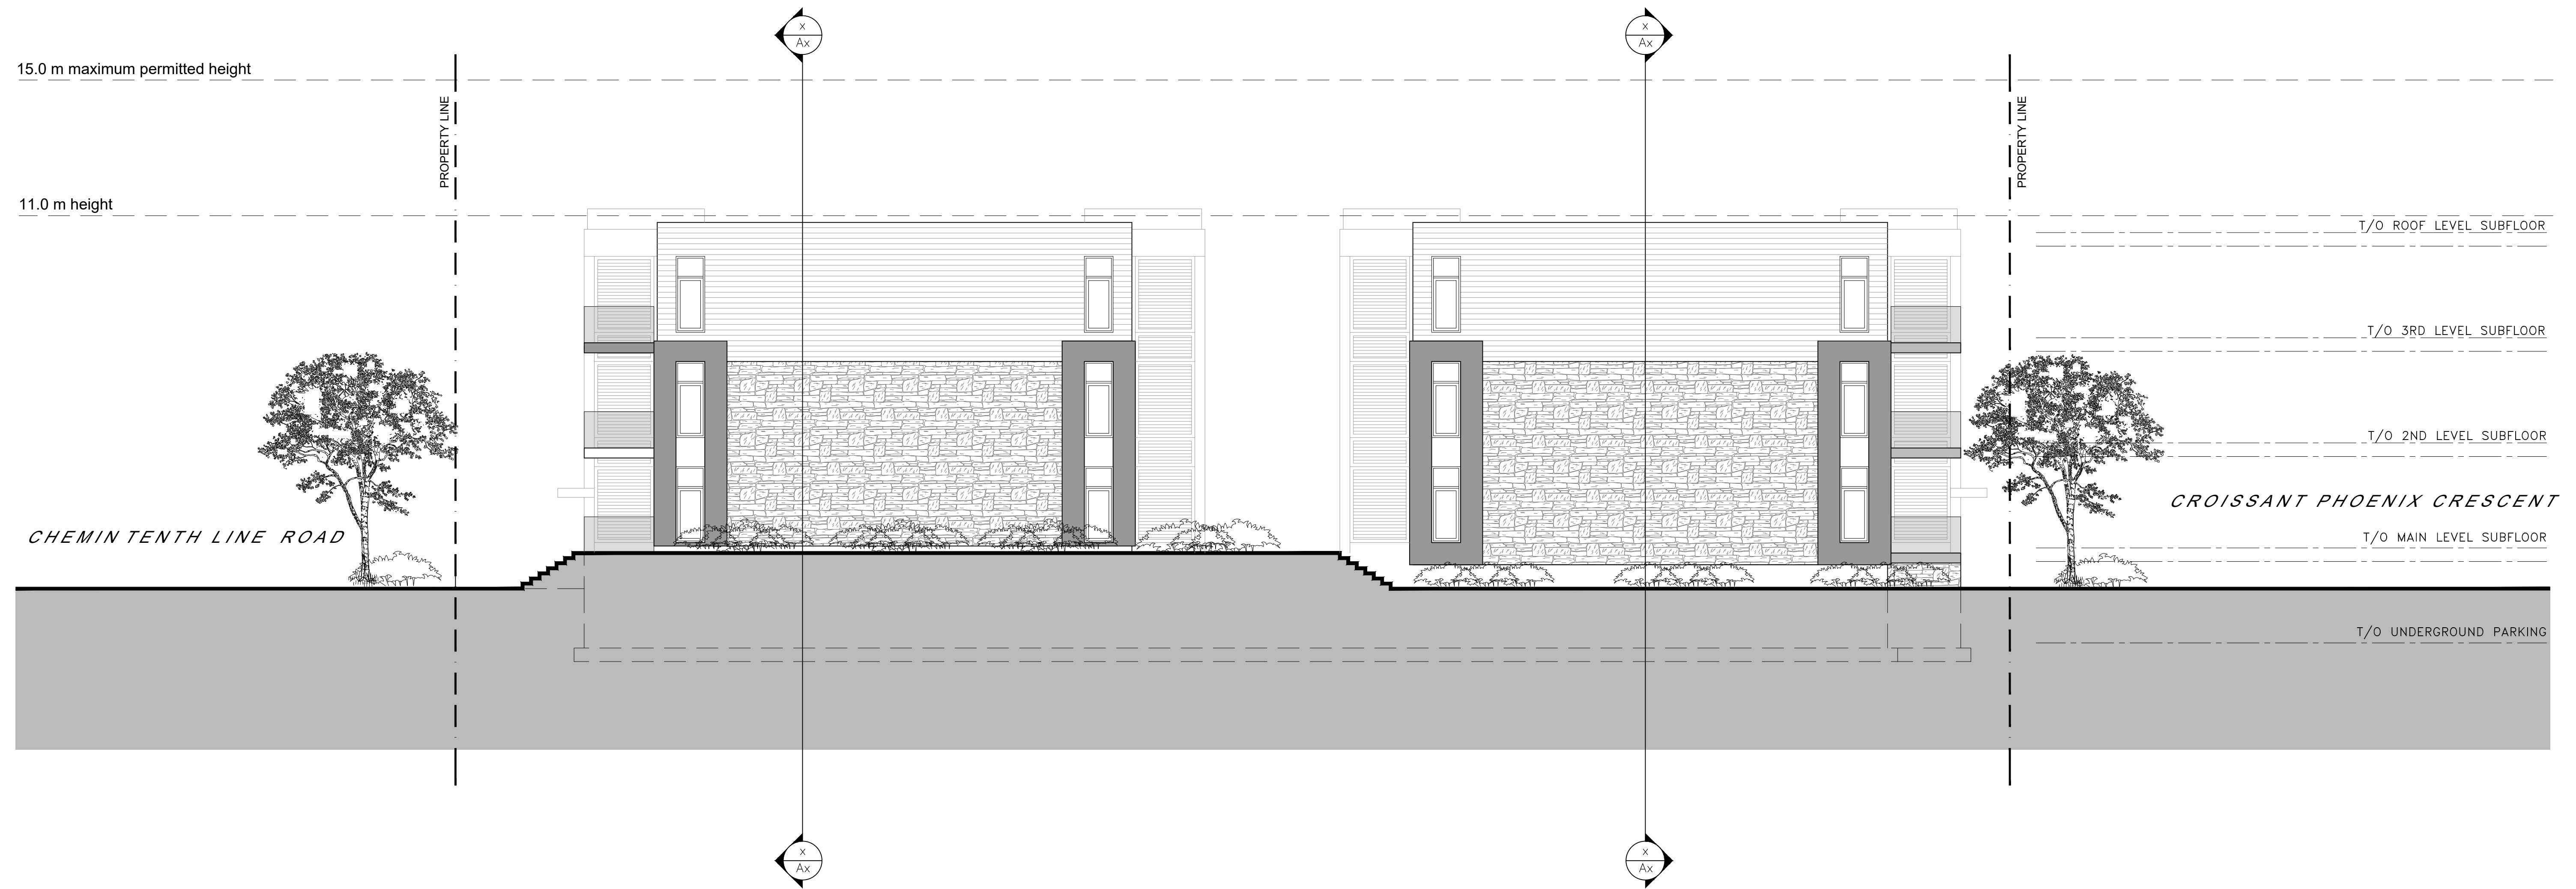 x
Ax
x
Ax
15.0 m maximum permitted height
PROPERTY LINE
PROPERTY LINE
11.0 m height
T/O ROOF LEVEL SUBFLOOR
T/O 3RD LEVEL SUBFLOOR
T/O 2ND LEVEL SUBFLOOR
CROISSANT PHOENIX CRESCENT
CHEMIN TENTH LINE ROAD
T/O MAIN LEVEL SUBFLOOR
T/O UNDERGROUND PARKING
x
Ax
x
Ax